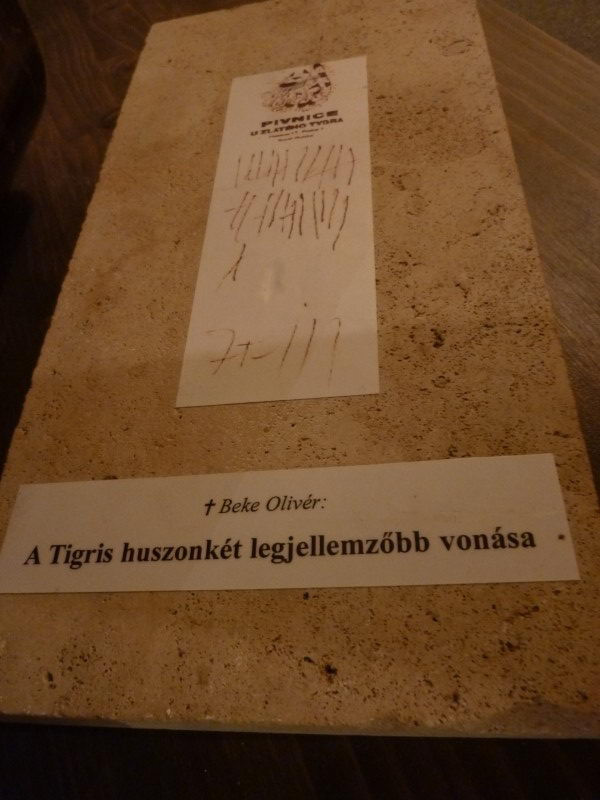 PIVNICE
U ZLATÉHO TYGRA
† Beke Olivér:
A Tigris huszonkét legjellemzőbb vonása